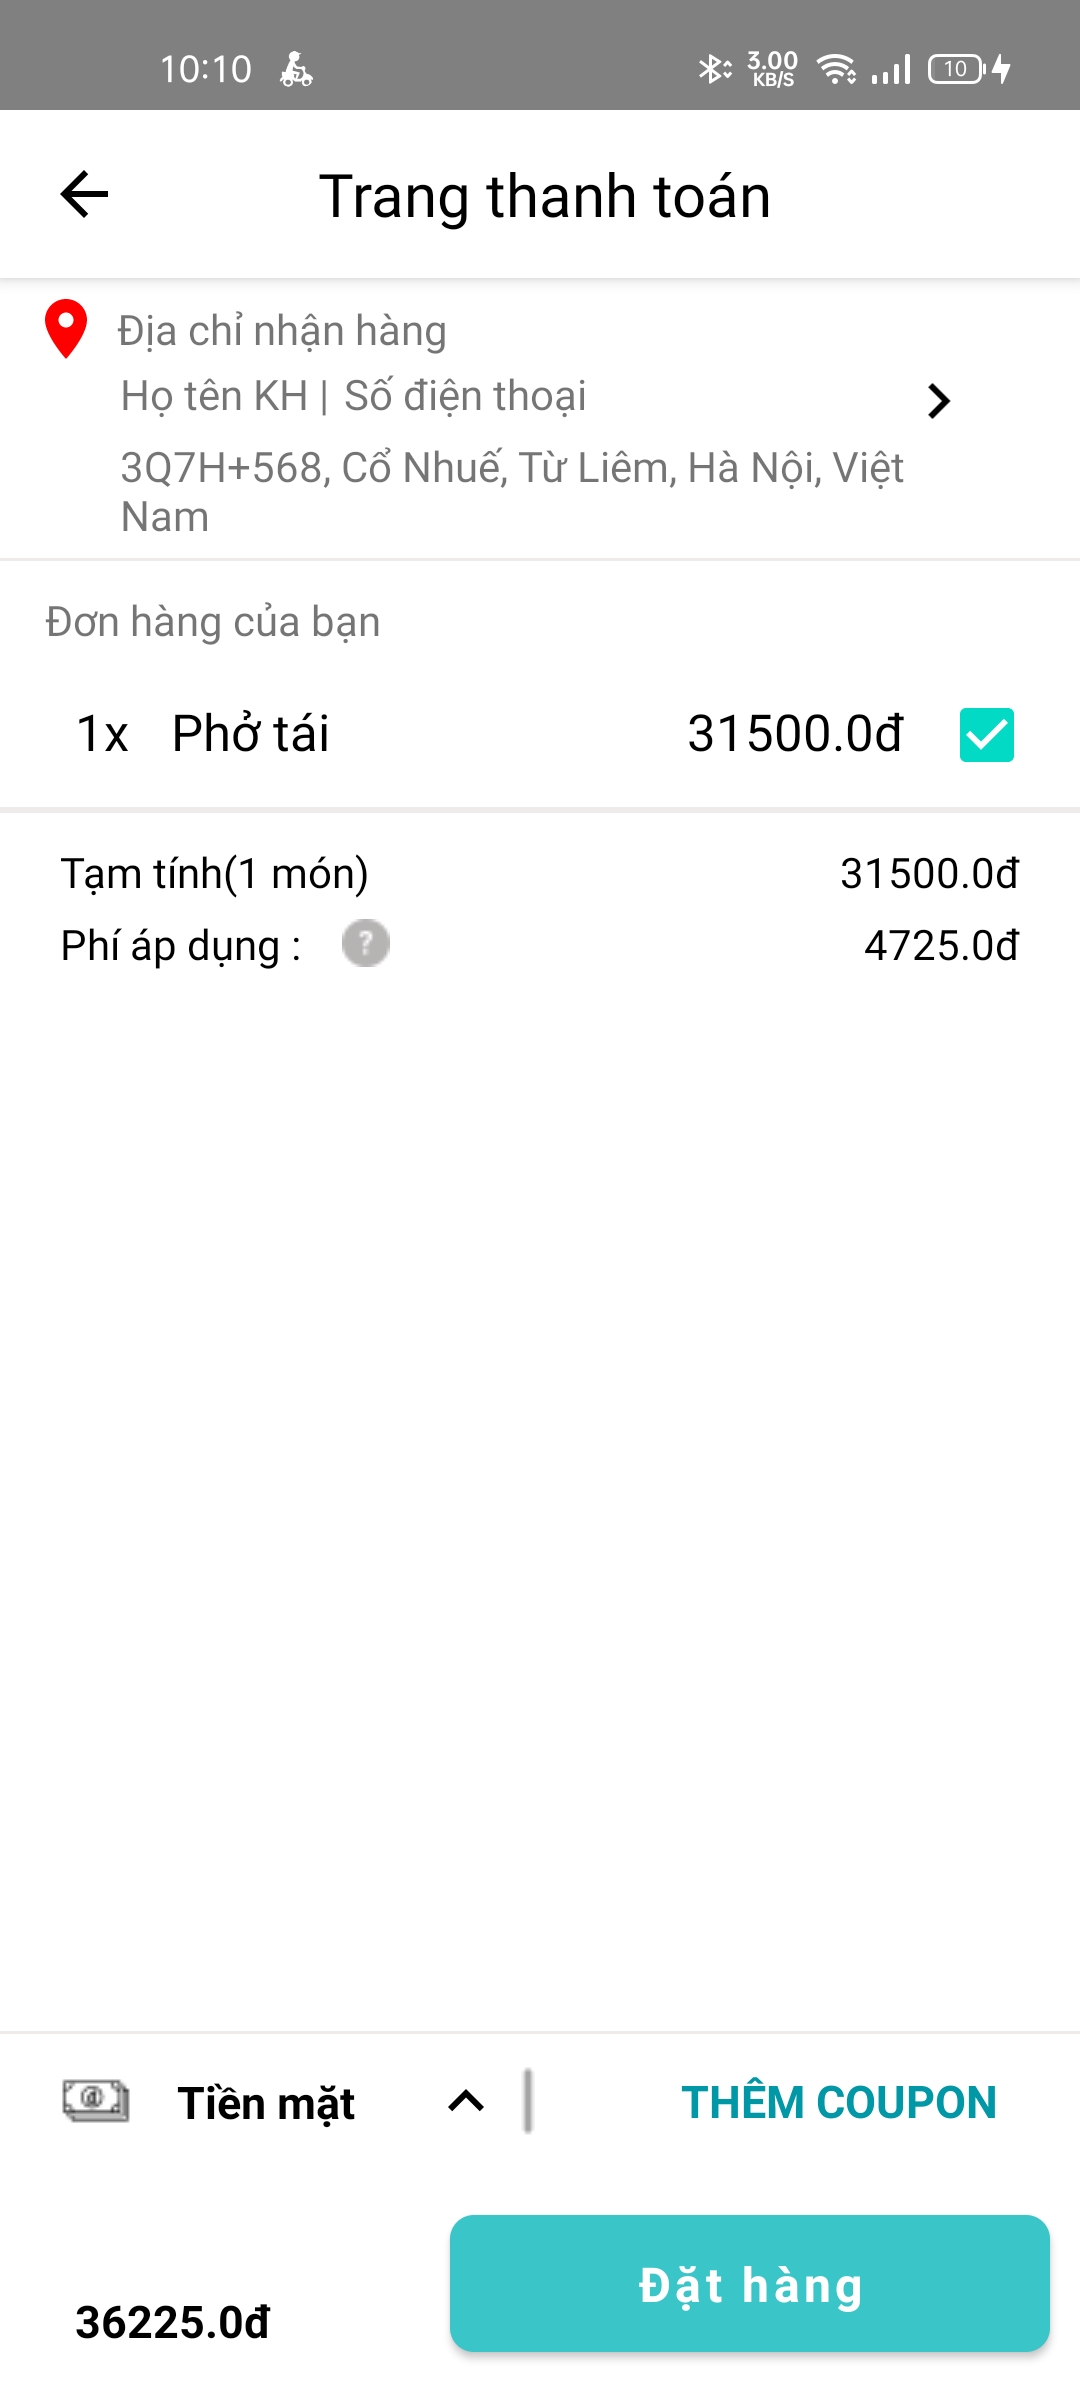 10:10
3.00
KB/S
10
Trang thanh toán
Địa chỉ nhận hàng
Họ tên KH | Số điện thoại
3Q7H+568, Cổ Nhuế, Từ Liêm, Hà Nội, Việt
Nam
Đơn hàng của bạn
1x Phở tái 31500.0đ
Tạm tính(1 món) 31500.0đ
Phí áp dụng : ? 4725.0đ
Tiền mặt
THÊM COUPON
Đặt hàng
36225.0đ